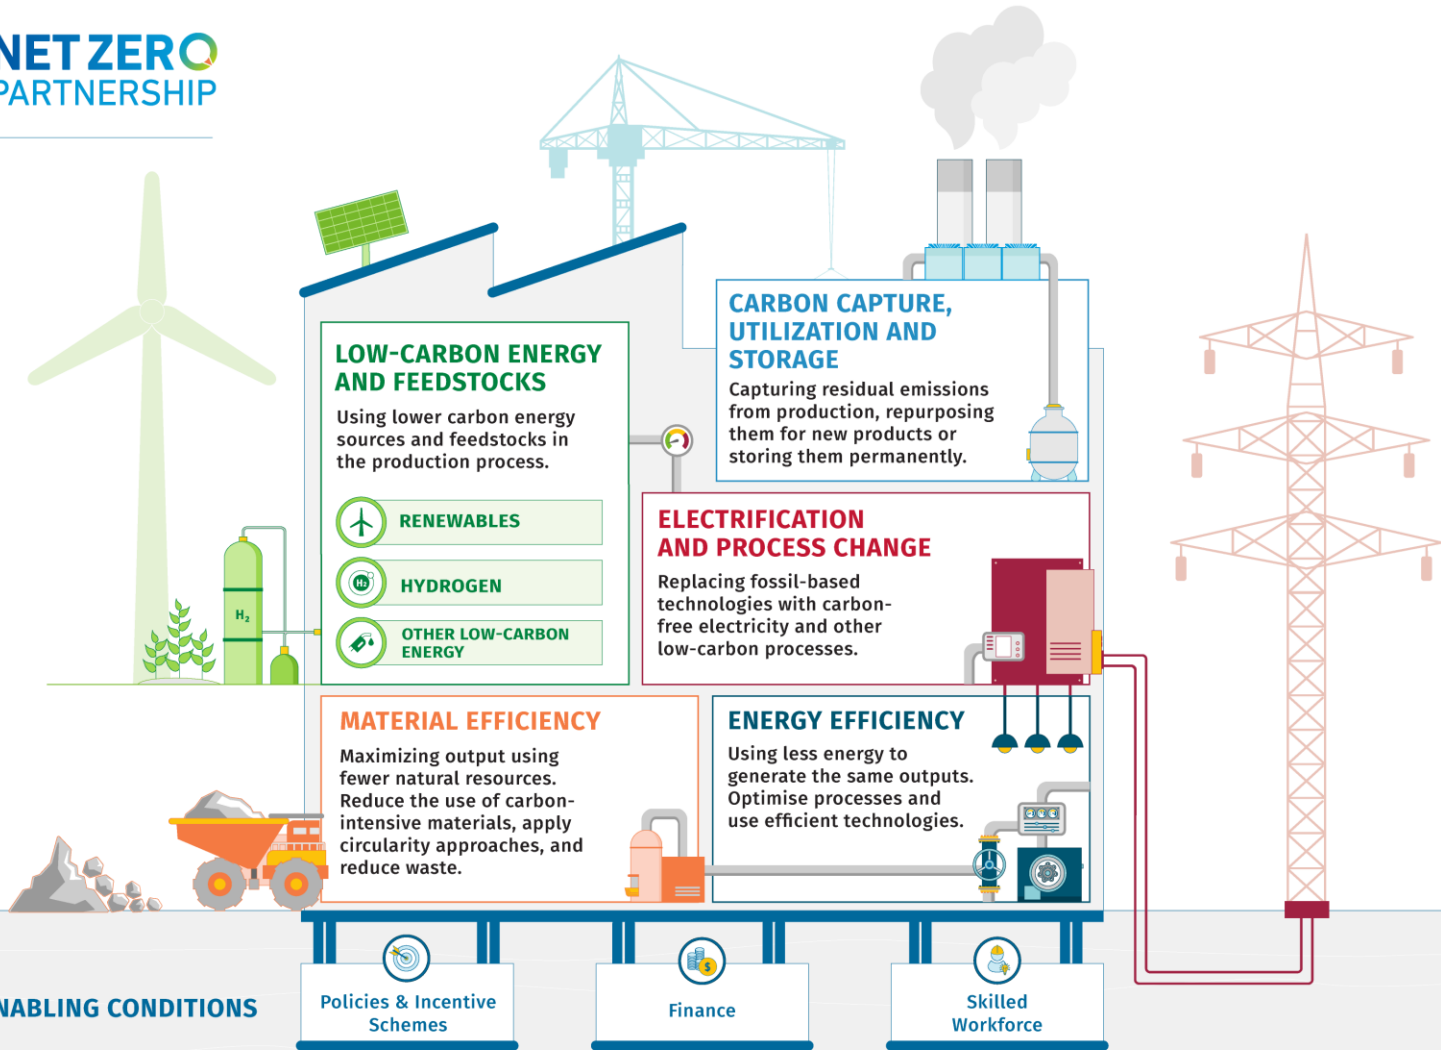 NET ZERO
PARTNERSHIP
CARBON CAPTURE,
UTILIZATION AND
STORAGE
Capturing residual emissions
from production, repurposing
them for new products or
storing them permanently.
LOW-CARBON ENERGY
AND FEEDSTOCKS
Using lower carbon energy
sources and feedstocks in
the production process.
RENEWABLES
H₂
HYDROGEN
OTHER LOW-CARBON
ENERGY
H₂
ELECTRIFICATION
AND PROCESS CHANGE
Replacing fossil-based
technologies with carbon-
free electricity and other
low-carbon processes.
MATERIAL EFFICIENCY
Maximizing output using
fewer natural resources.
Reduce the use of carbon-
intensive materials, apply
circularity approaches, and
reduce waste.
ENERGY EFFICIENCY
Using less energy to
generate the same outputs.
Optimise processes and
use efficient technologies.
NABLING CONDITIONS
Policies & Incentive
Schemes
$
Finance
Skilled
Workforce